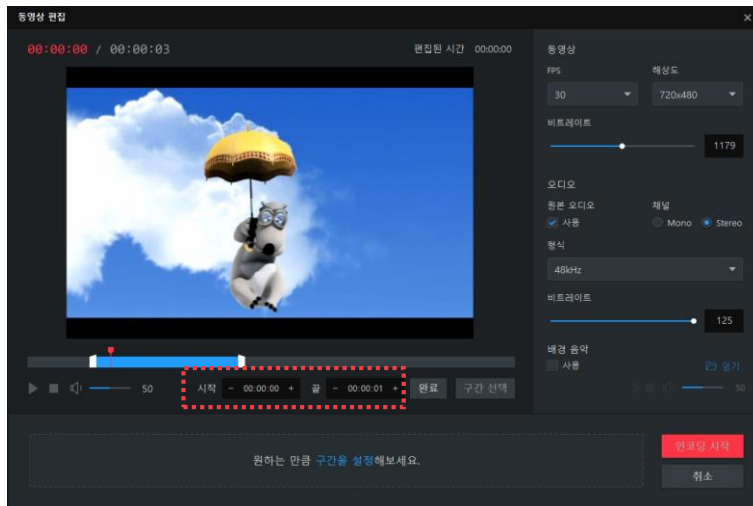 동영상 편집
00:00:00 / 00:00:03
편집된 시간 00:00:00
동영상
FPS 해상도
30 720x480
비트레이트
1179
오디오
원본 오디오 채널
사용 Mono Stereo
형식
48kHz
비트레이트
125
배경 음악
사용 열기
50
50 시작 - 00:00:00 + 끝 - 00:00:01 + 완료 구간 선택
원하는 만큼 구간을 설정해보세요.
인코딩 시작
취소